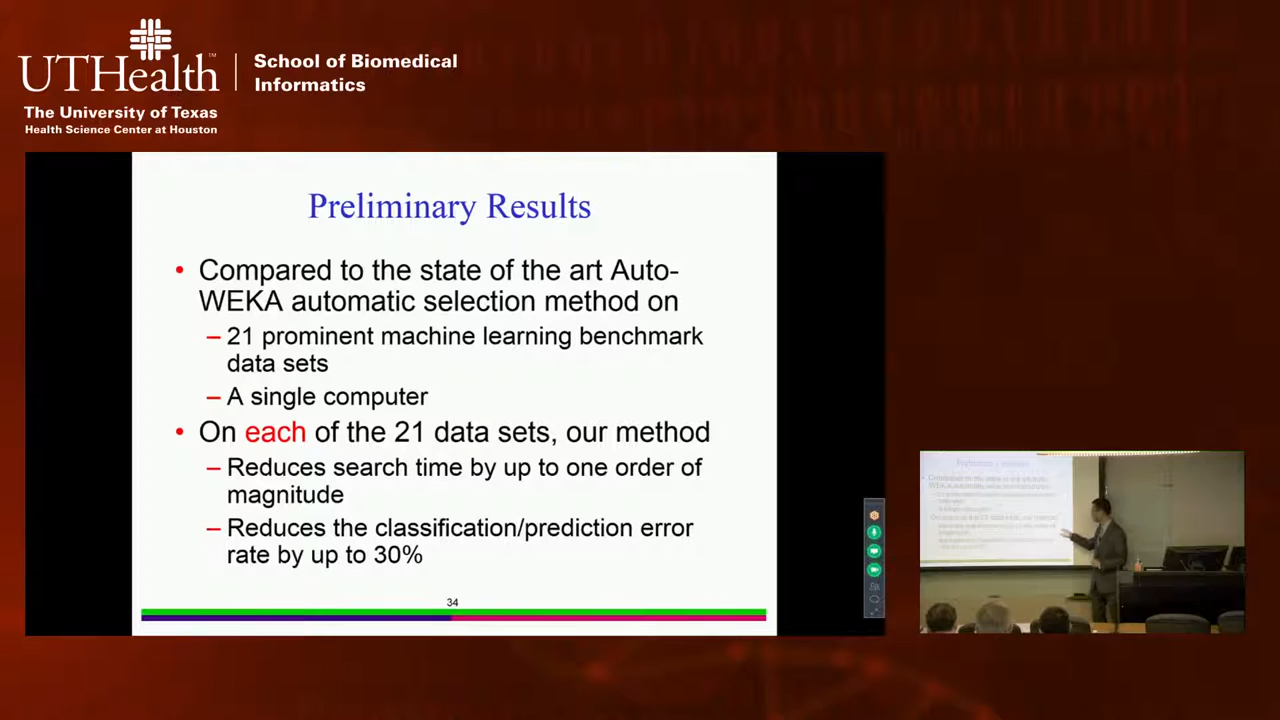 UTHealth™
School of Biomedical
Informatics
The University of Texas
Health Science Center at Houston
Preliminary Results
• Compared to the state of the art Auto-
WEKA automatic selection method on
– 21 prominent machine learning benchmark
data sets
– A single computer
• On each of the 21 data sets, our method
– Reduces search time by up to one order of
magnitude
– Reduces the classification/prediction error
rate by up to 30%
34